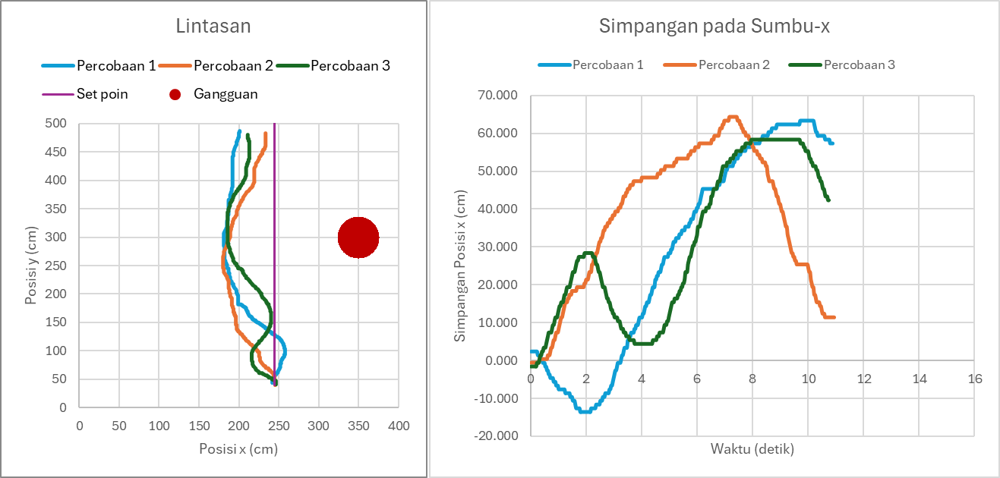 Lintasan
Percobaan 1 Percobaan 2 Percobaan 3
Set poin Gangguan
500
450
400
350
300
250
200
150
100
50
0
0 50 100 150 200 250 300 350 400
Posisi y (cm)
Posisi x (cm)
Simpangan pada Sumbu-x
Percobaan 1 Percobaan 2 Percobaan 3
70.000
60.000
50.000
40.000
30.000
20.000
10.000
0.000
-10.000
-20.000
0 2 4 6 8 10 12 14 16
Simpangan Posisi x (cm)
Waktu (detik)